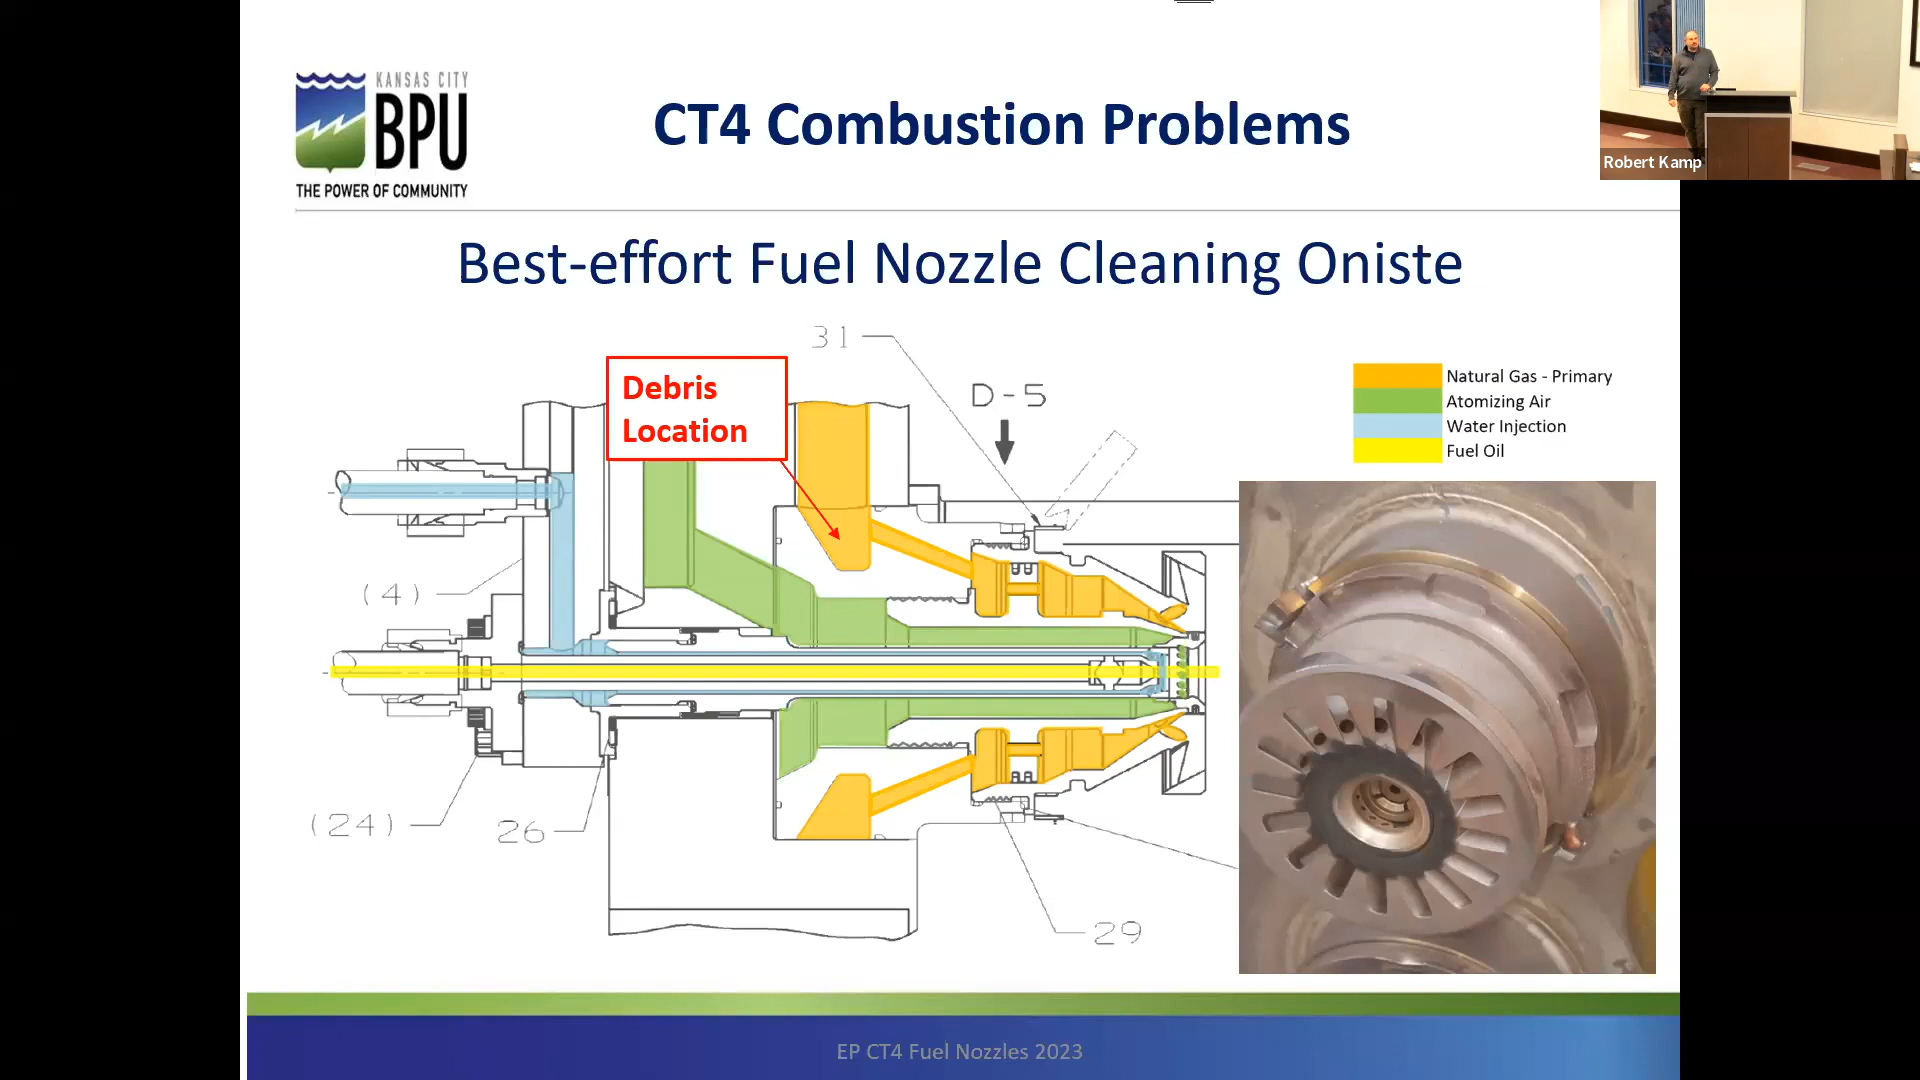 KANSAS CITY
BPU
THE POWER OF COMMUNITY
CT4 Combustion Problems
Robert Kamp
Best-effort Fuel Nozzle Cleaning Oniste
31
Debris
Location
D-5
Natural Gas - Primary
Atomizing Air
Water Injection
Fuel Oil
(4)
(24)
26
29
EP CT4 Fuel Nozzles 2023